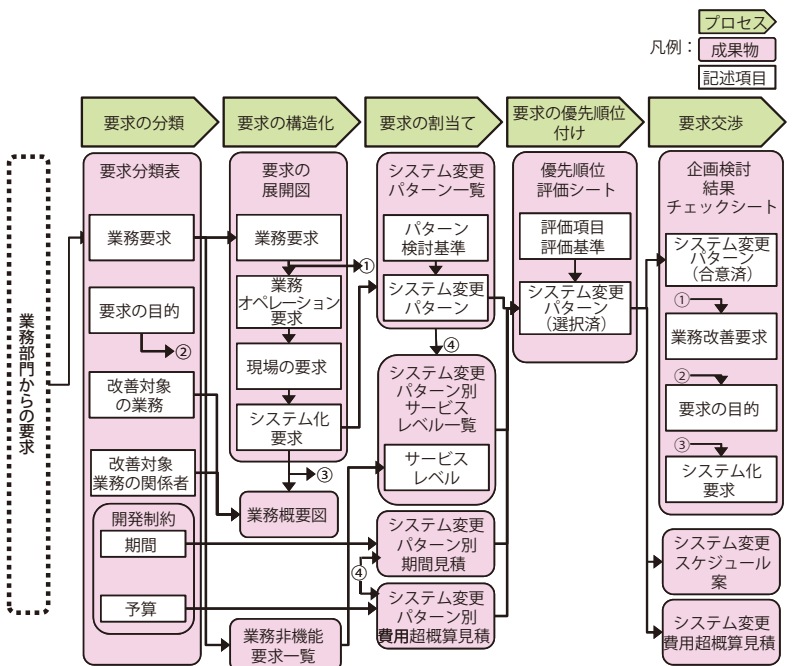 プロセス
凡例：
成果物
記述項目
要求の分類
要求の構造化
要求の割当て
要求の優先順位
付け
要求交渉
業務部門からの要求
要求分類表
業務要求
要求の目的
②
改善対象
の業務
改善対象
業務の関係者
開発制約
期間
予算
要求の
展開図
業務要求
①
業務
オペレーション
要求
現場の要求
システム化
要求
③
業務概要図
業務非機能
要求一覧
システム変更
パターン一覧
パターン
検討基準
システム変更
パターン
④
システム変更
パターン別
サービス
レベル一覧
サービス
レベル
システム変更
パターン別
期間見積
④
システム変更
パターン別
費用超概算見積
優先順位
評価シート
評価項目
評価基準
システム変更
パターン
（選択済）
企画検討
結果
チェックシート
システム変更
パターン
（合意済）
①
業務改善要求
②
要求の目的
③
システム化
要求
システム変更
スケジュール
案
システム変更
費用超概算見積